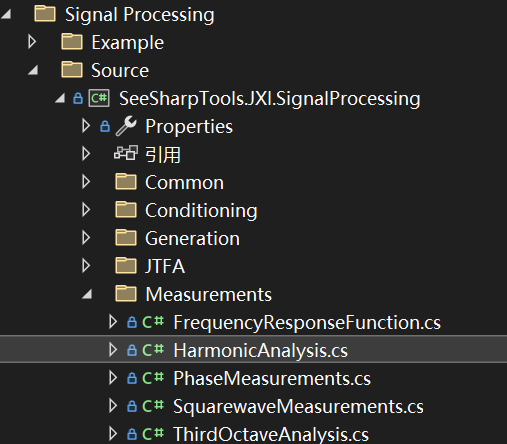 Signal Processing
Example
Source
C# SeeSharpTools.JXI.SignalProcessing
Properties
引用
Common
Conditioning
Generation
JTFA
Measurements
C# FrequencyResponseFunction.cs
C# HarmonicAnalysis.cs
C# PhaseMeasurements.cs
C# SquarewaveMeasurements.cs
C# ThirdOctaveAnalysis.cs